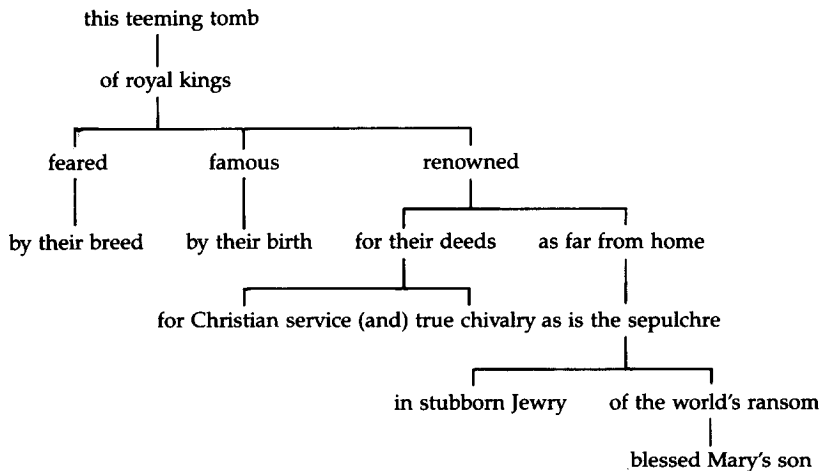 this teeming tomb
of royal kings
feared famous renowned
by their breed by their birth for their deeds as far from home
for Christian service (and) true chivalry as is the sepulchre
in stubborn Jewry of the world's ransom
blessed Mary's son